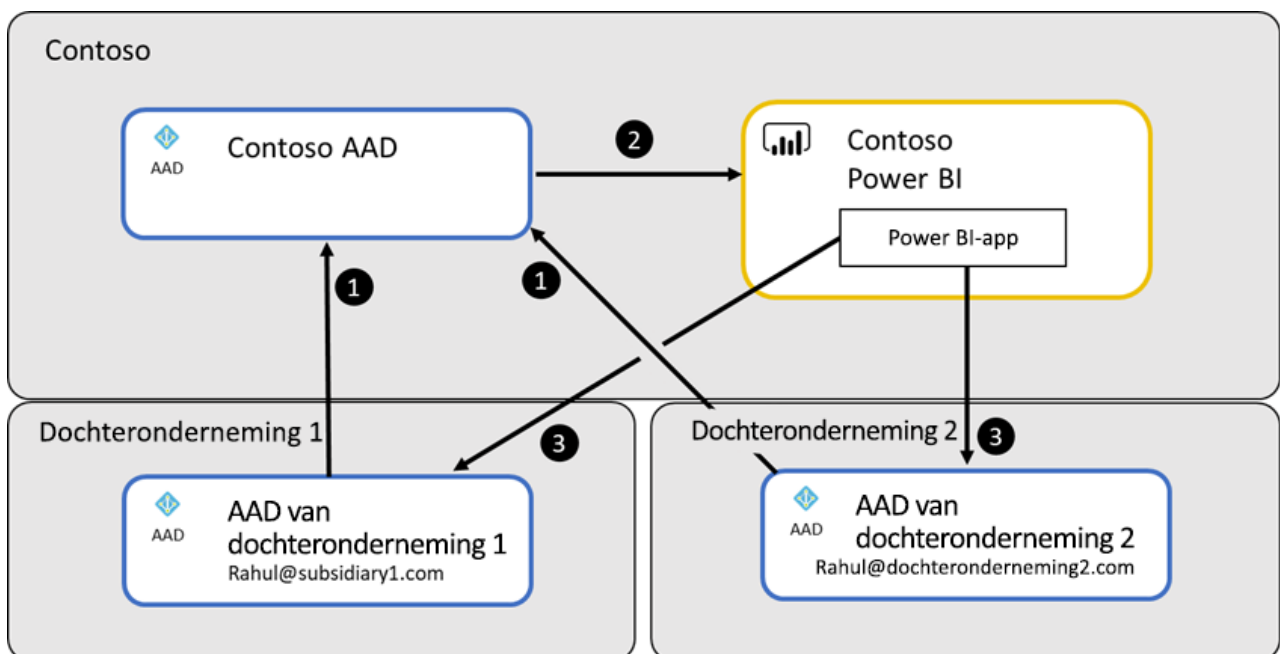 Contoso
AAD
Contoso AAD
2
Contoso
Power BI
Power BI-app
1
1
Dochteronderneming 1
3
AAD
AAD van
dochteronderneming 1
Rahul@subsidiary1.com
Dochteronderneming 2
3
AAD
AAD van
dochteronderneming 2
Rahul@dochteronderneming2.com